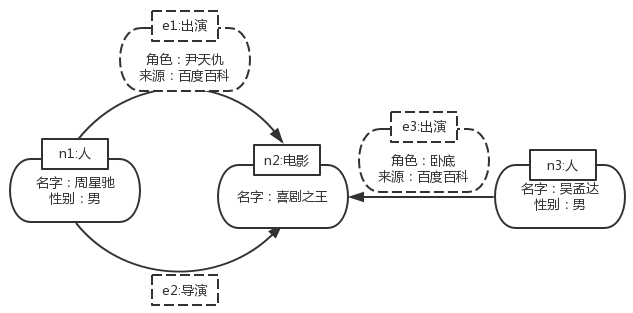 e1:出演
角色：尹天仇
来源：百度百科
n1:人
名字：周星驰
性别：男
n2:电影
名字：喜剧之王
e3:出演
角色：卧底
来源：百度百科
n3:人
名字：吴孟达
性别：男
e2:导演